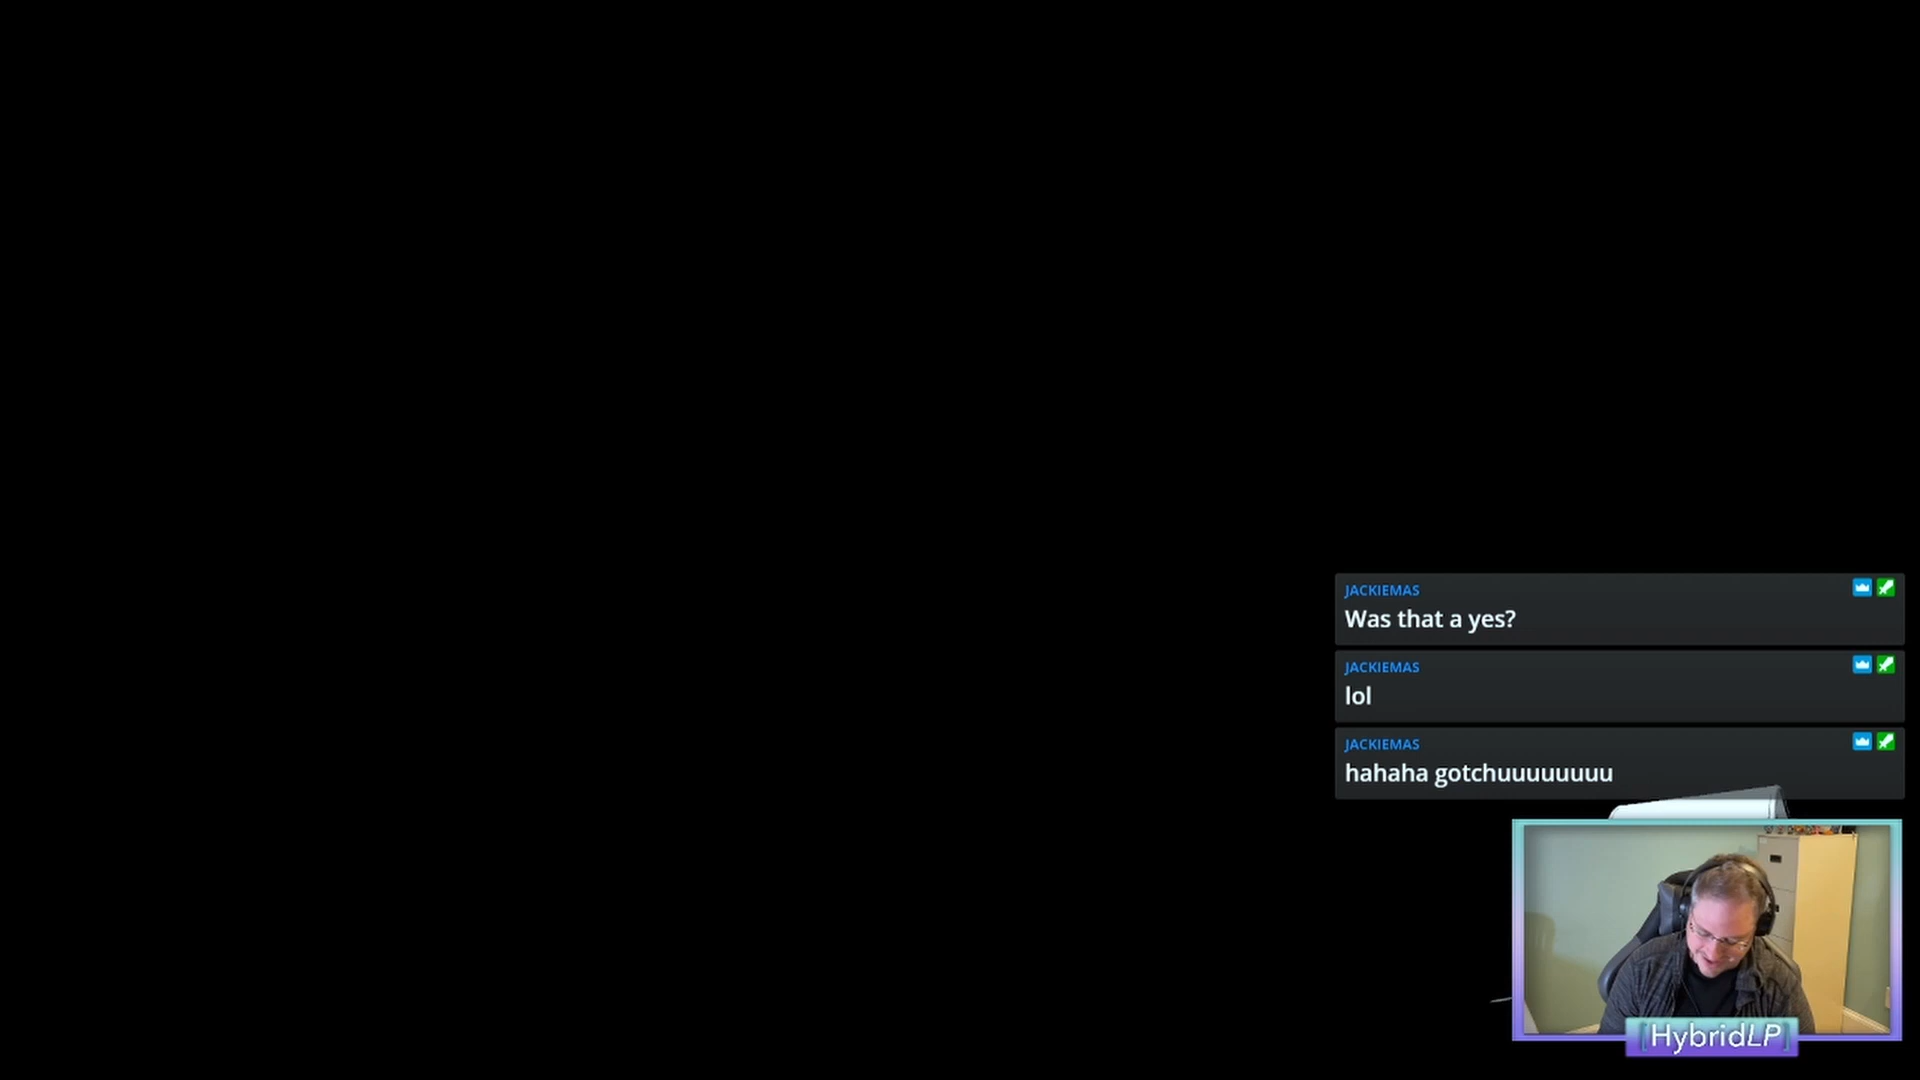 JACKIEMAS
Was that a yes?
JACKIEMAS
lol
JACKIEMAS
hahaha gotchuuuuuuuu
[HybridLP]